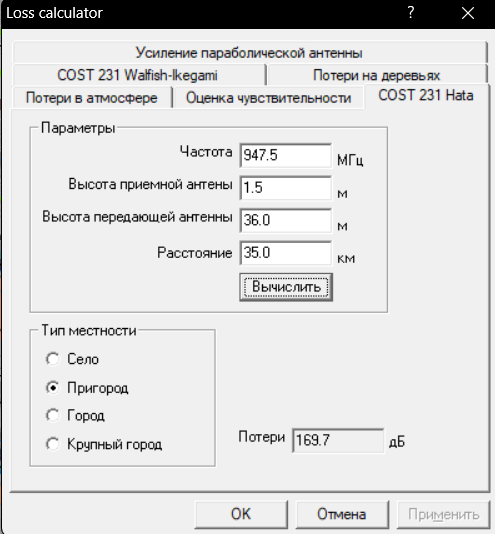 Loss calculator ? ×
Усиление параболической антенны
COST 231 Walfish-Ikegami Потери на деревьях
Потери в атмосфере Оценка чувствительности COST 231 Hata
Параметры
Частота 947.5 МГц
Высота приемной антены 1.5 м
Высота передающей антенны 36.0 м
Расстояние 35.0 км
Вычислить
Тип местности
Село
Пригород
Город
Крупный город
Потери 169.7 дБ
OK Отмена Применить